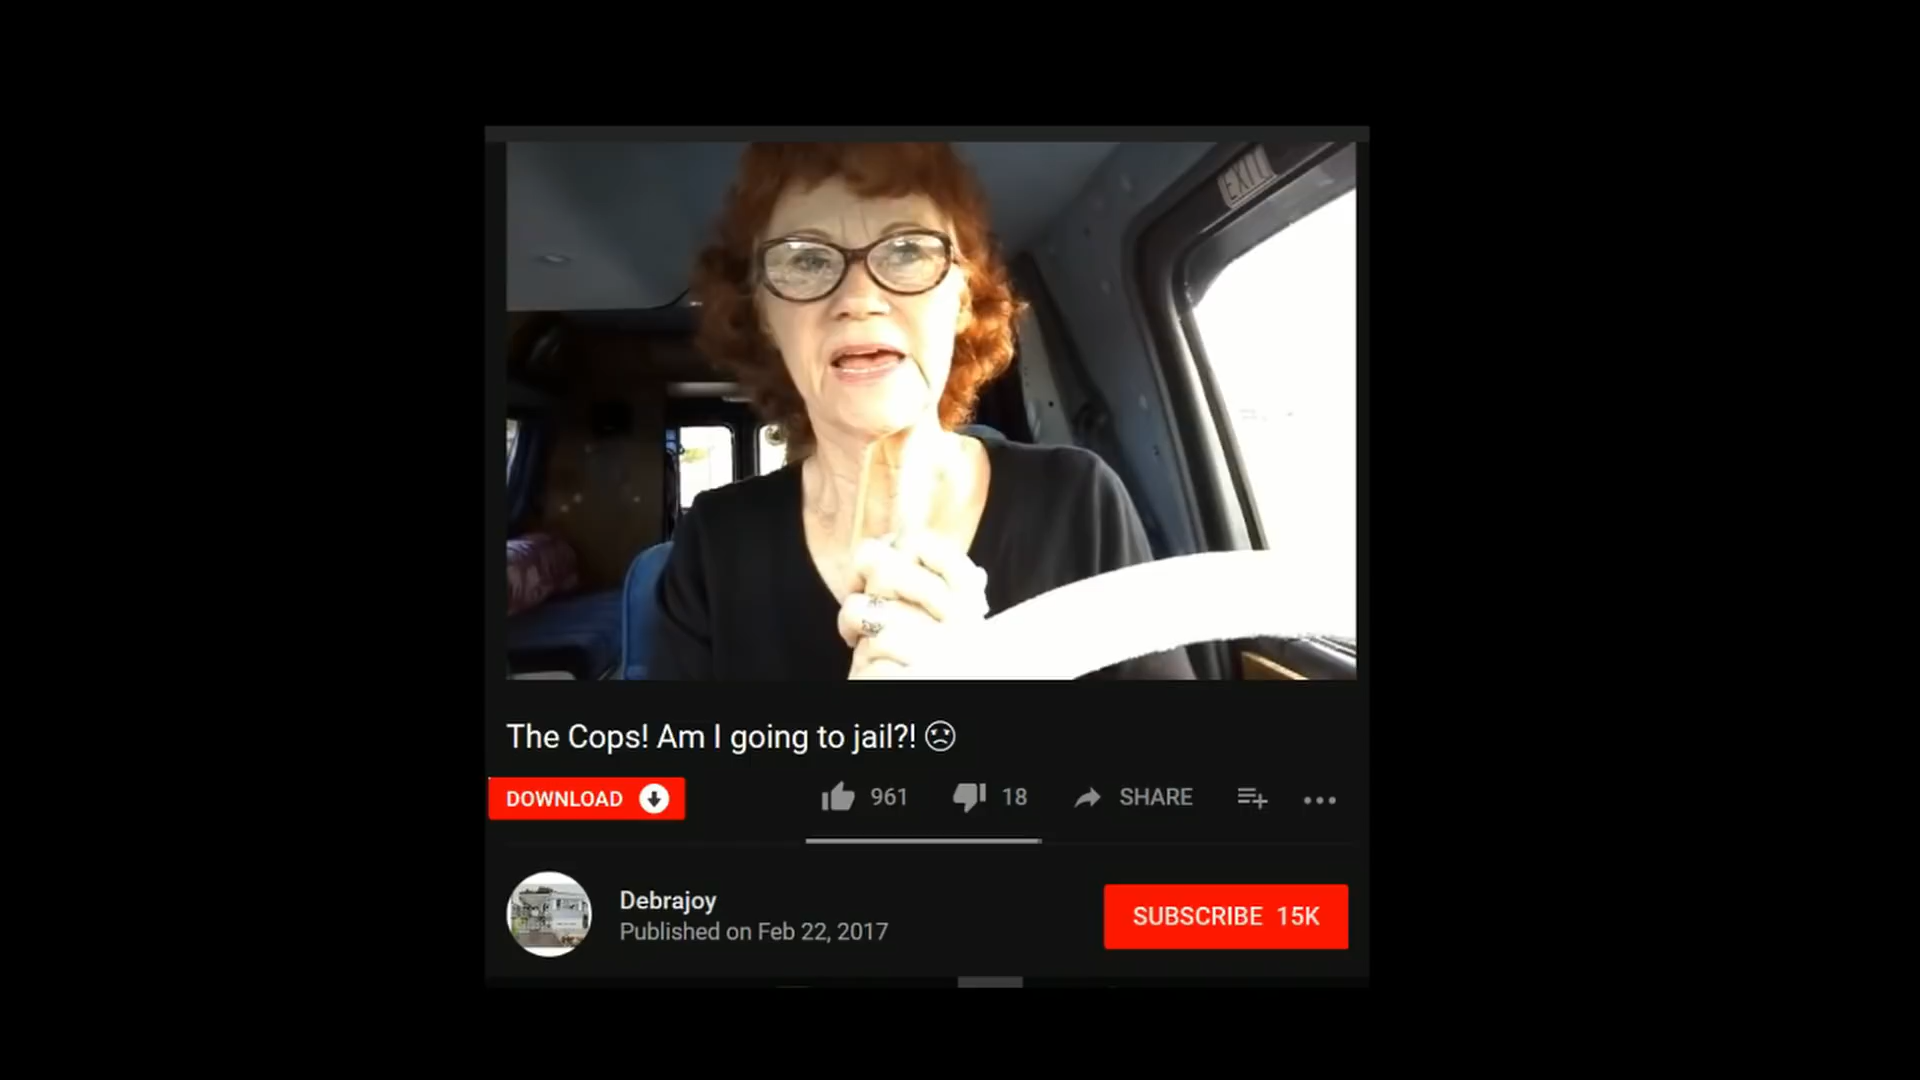 EXIT
The Cops! Am I going to jail?!
DOWNLOAD
961
18
SHARE
Debrajoy
Published on Feb 22, 2017
SUBSCRIBE 15K